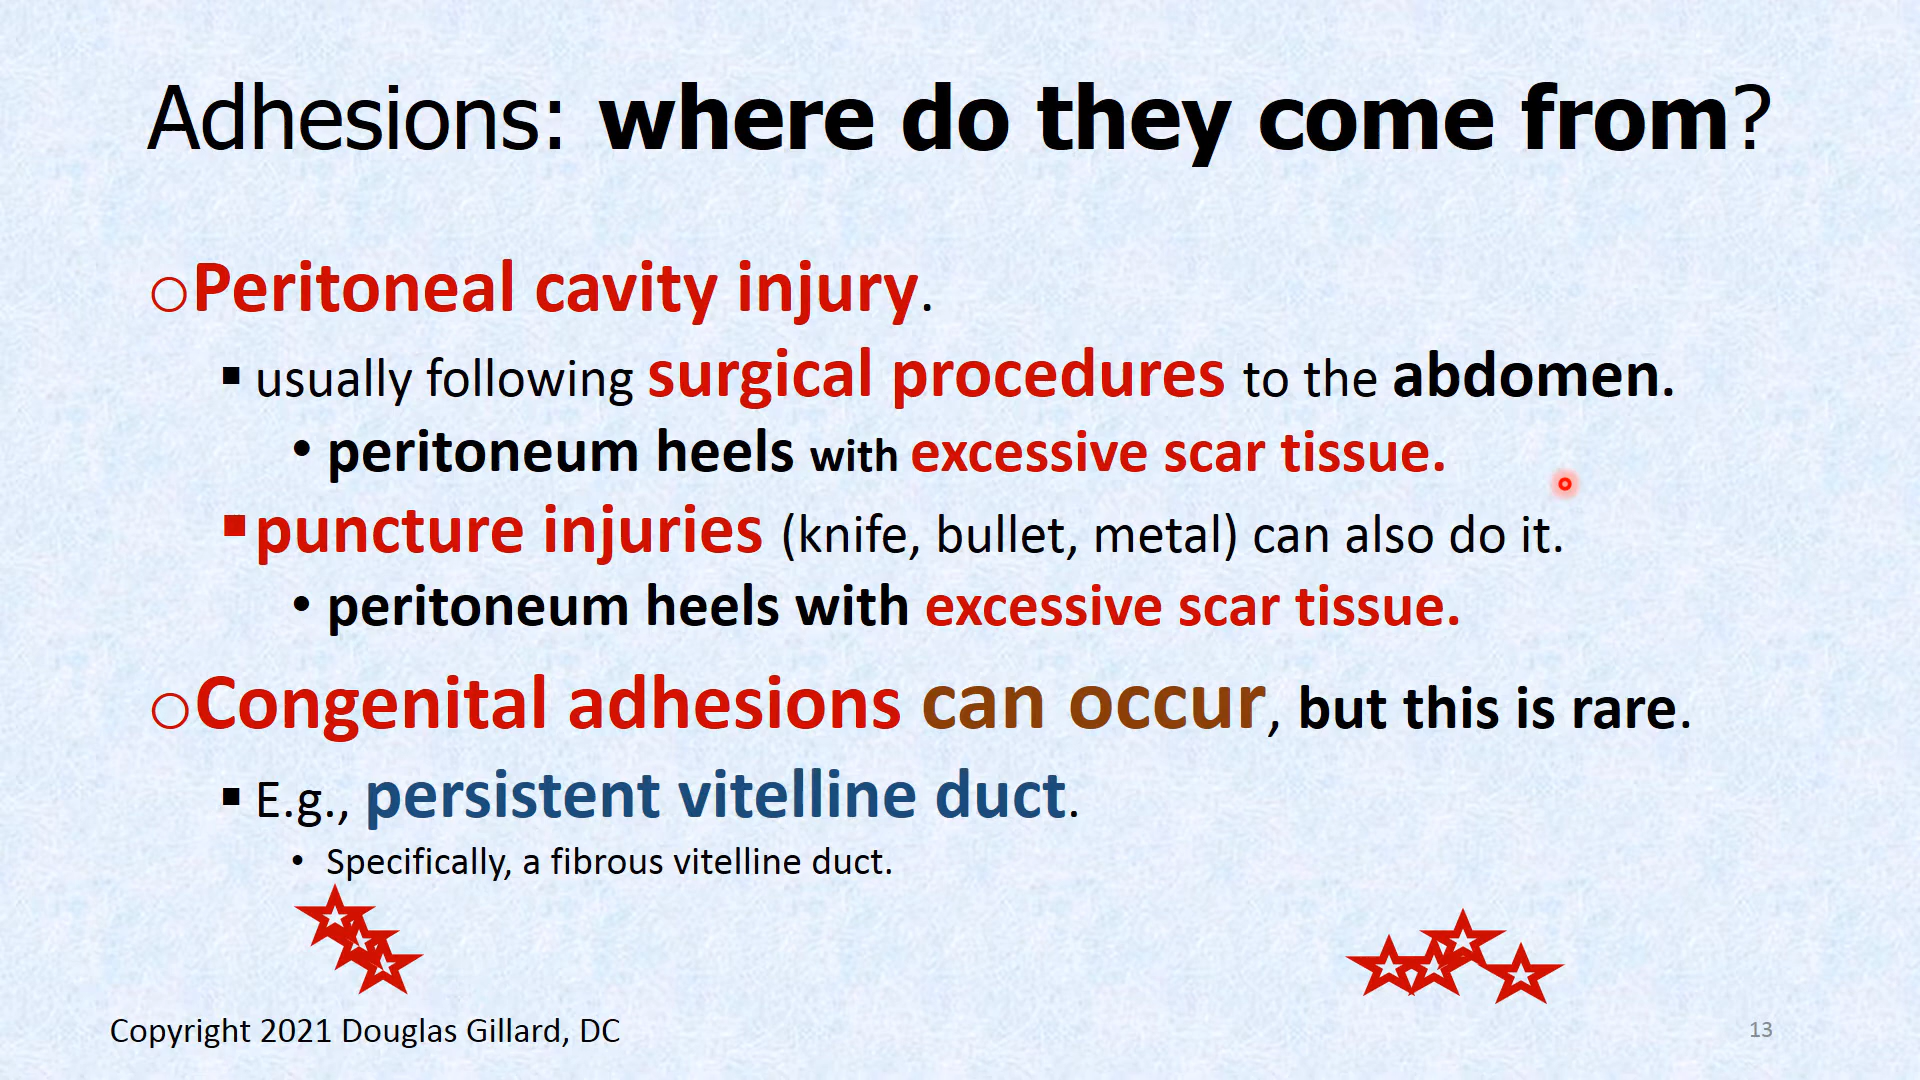 Adhesions: where do they come from?
Peritoneal cavity injury.
usually following surgical procedures to the abdomen.
peritoneum heels with excessive scar tissue.
puncture injuries (knife, bullet, metal) can also do it.
peritoneum heels with excessive scar tissue.
Congenital adhesions can occur, but this is rare.
E.g., persistent vitelline duct.
Specifically, a fibrous vitelline duct.
Copyright 2021 Douglas Gillard, DC
13